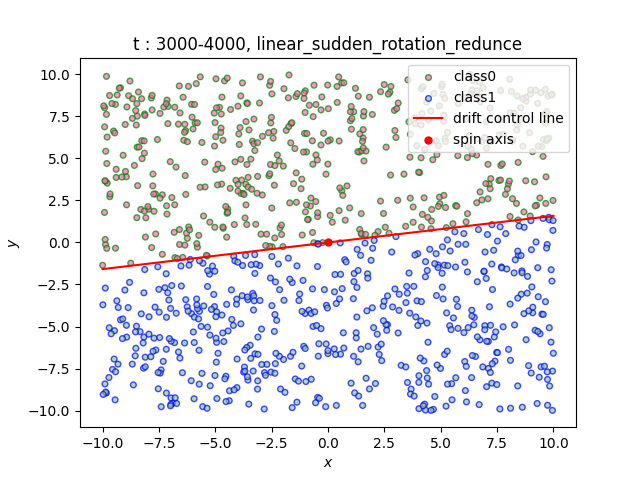 t : 3000-4000, linear_sudden_rotation_redunce
class0
class1
drift control line
spin axis
10.0
7.5
5.0
2.5
0.0
−2.5
−5.0
−7.5
−10.0
y
−10.0 −7.5 −5.0 −2.5 0.0 2.5 5.0 7.5 10.0
x